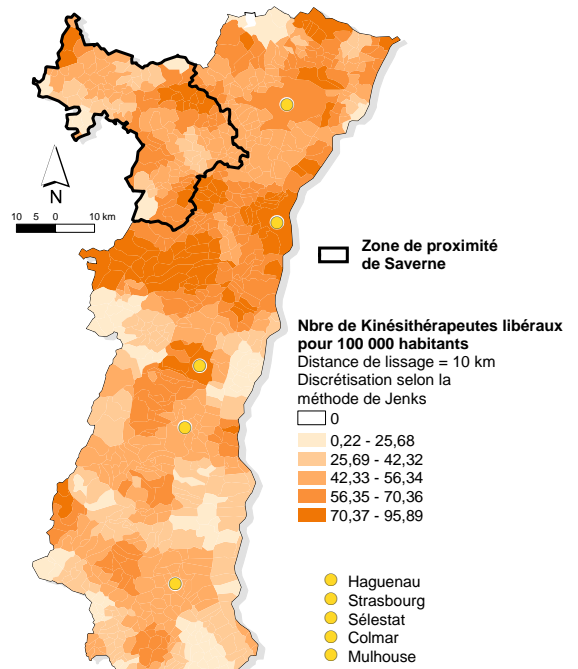 N
10 5 0 10 km
Zone de proximité
de Saverne
Nbre de Kinésithérapeutes libéraux
pour 100 000 habitants
Distance de lissage = 10 km
Discrétisation selon la
méthode de Jenks
0
0,22 - 25,68
25,69 - 42,32
42,33 - 56,34
56,35 - 70,36
70,37 - 95,89
Haguenau
Strasbourg
Sélestat
Colmar
Mulhouse